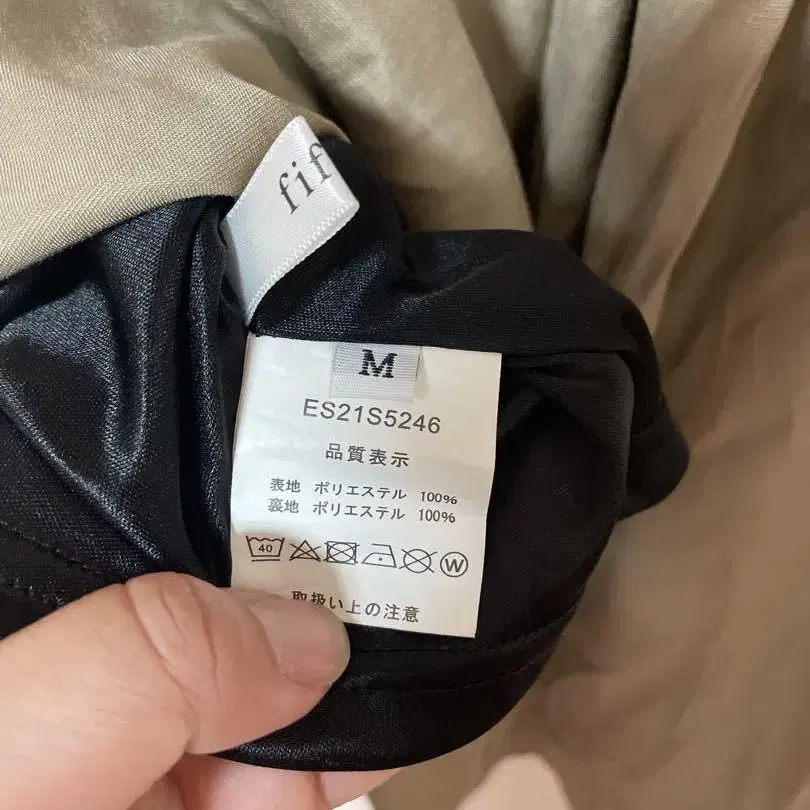 fif
M
ES21S5246
品質表示
表地 ポリエステル 100%
裏地 ポリエステル 100%
40 W
取扱い上の注意